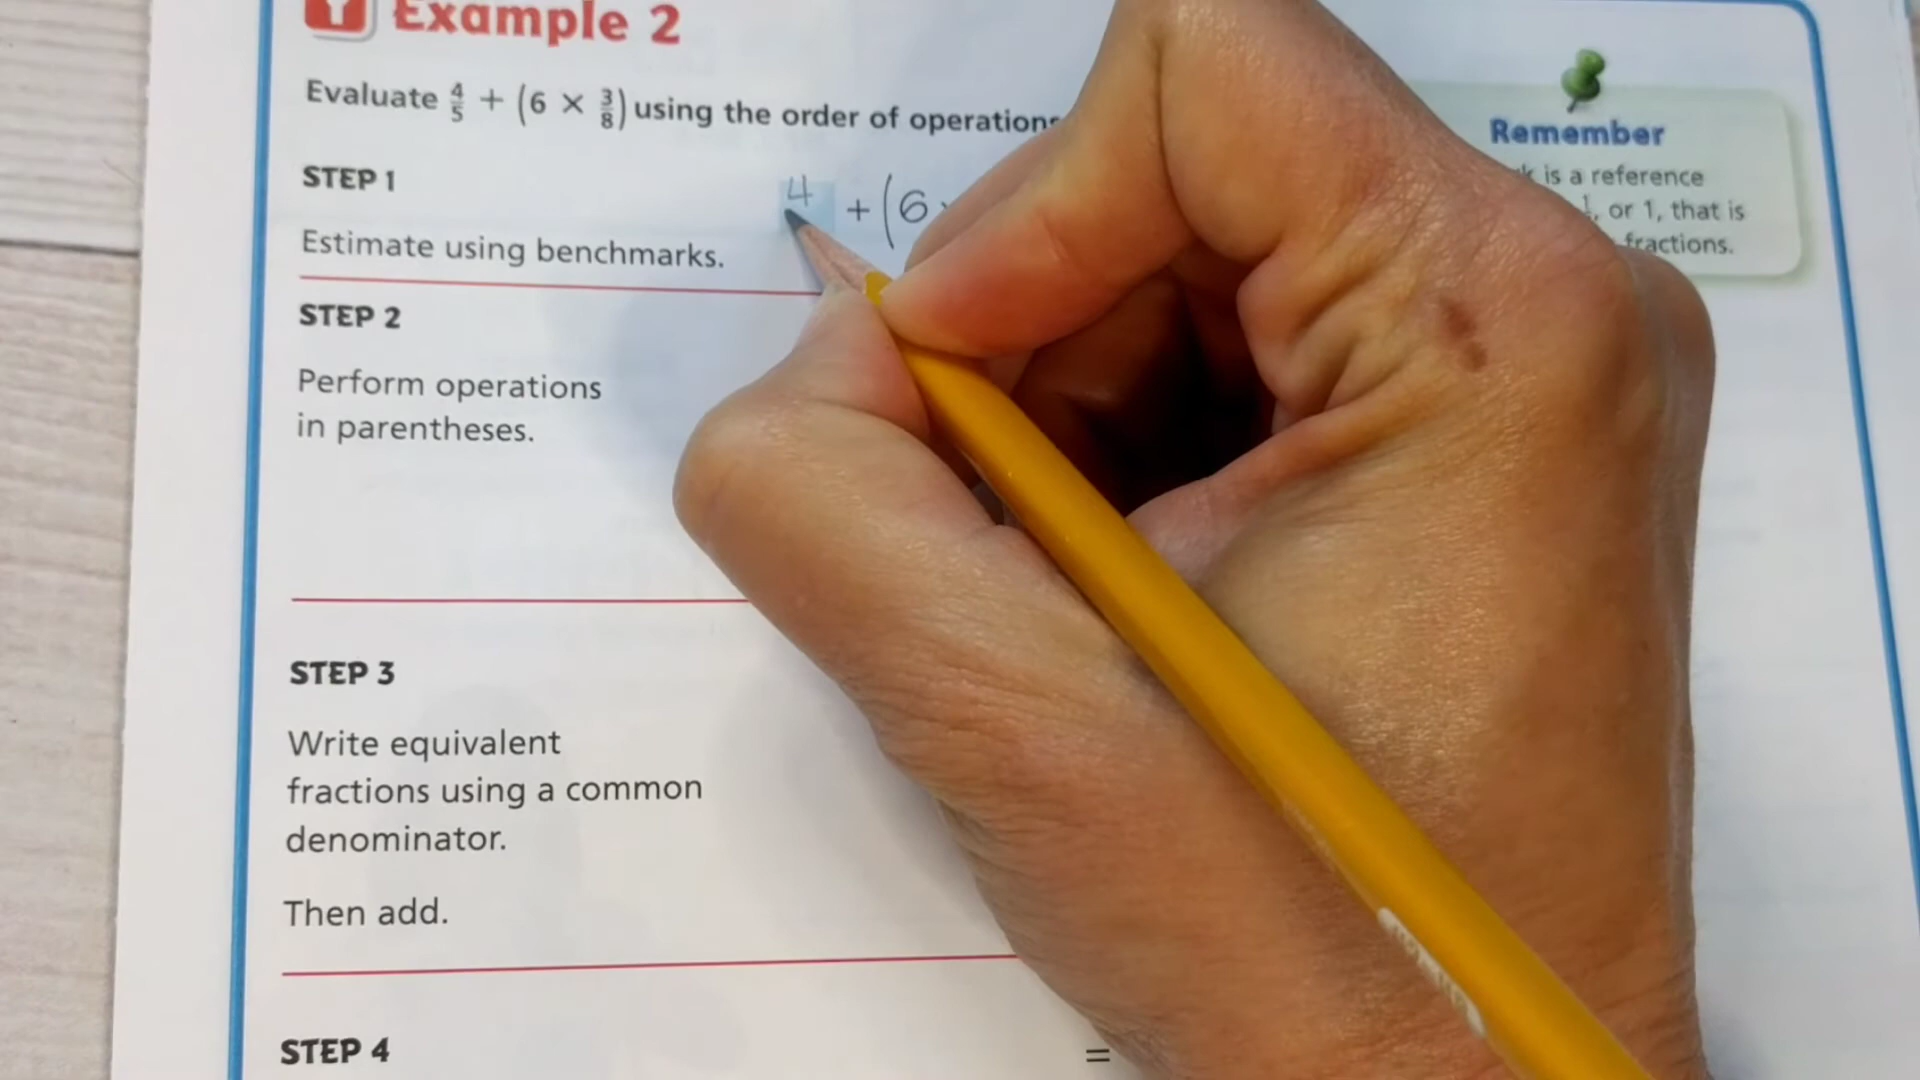 Example 2
Evaluate 4/5 + (6 × 3/8) using the order of operations
Remember
is a reference
or 1, that is
fractions.
STEP 1
4 + (6
Estimate using benchmarks.
STEP 2
Perform operations
in parentheses.
STEP 3
Write equivalent
fractions using a common
denominator.
Then add.
STEP 4
=